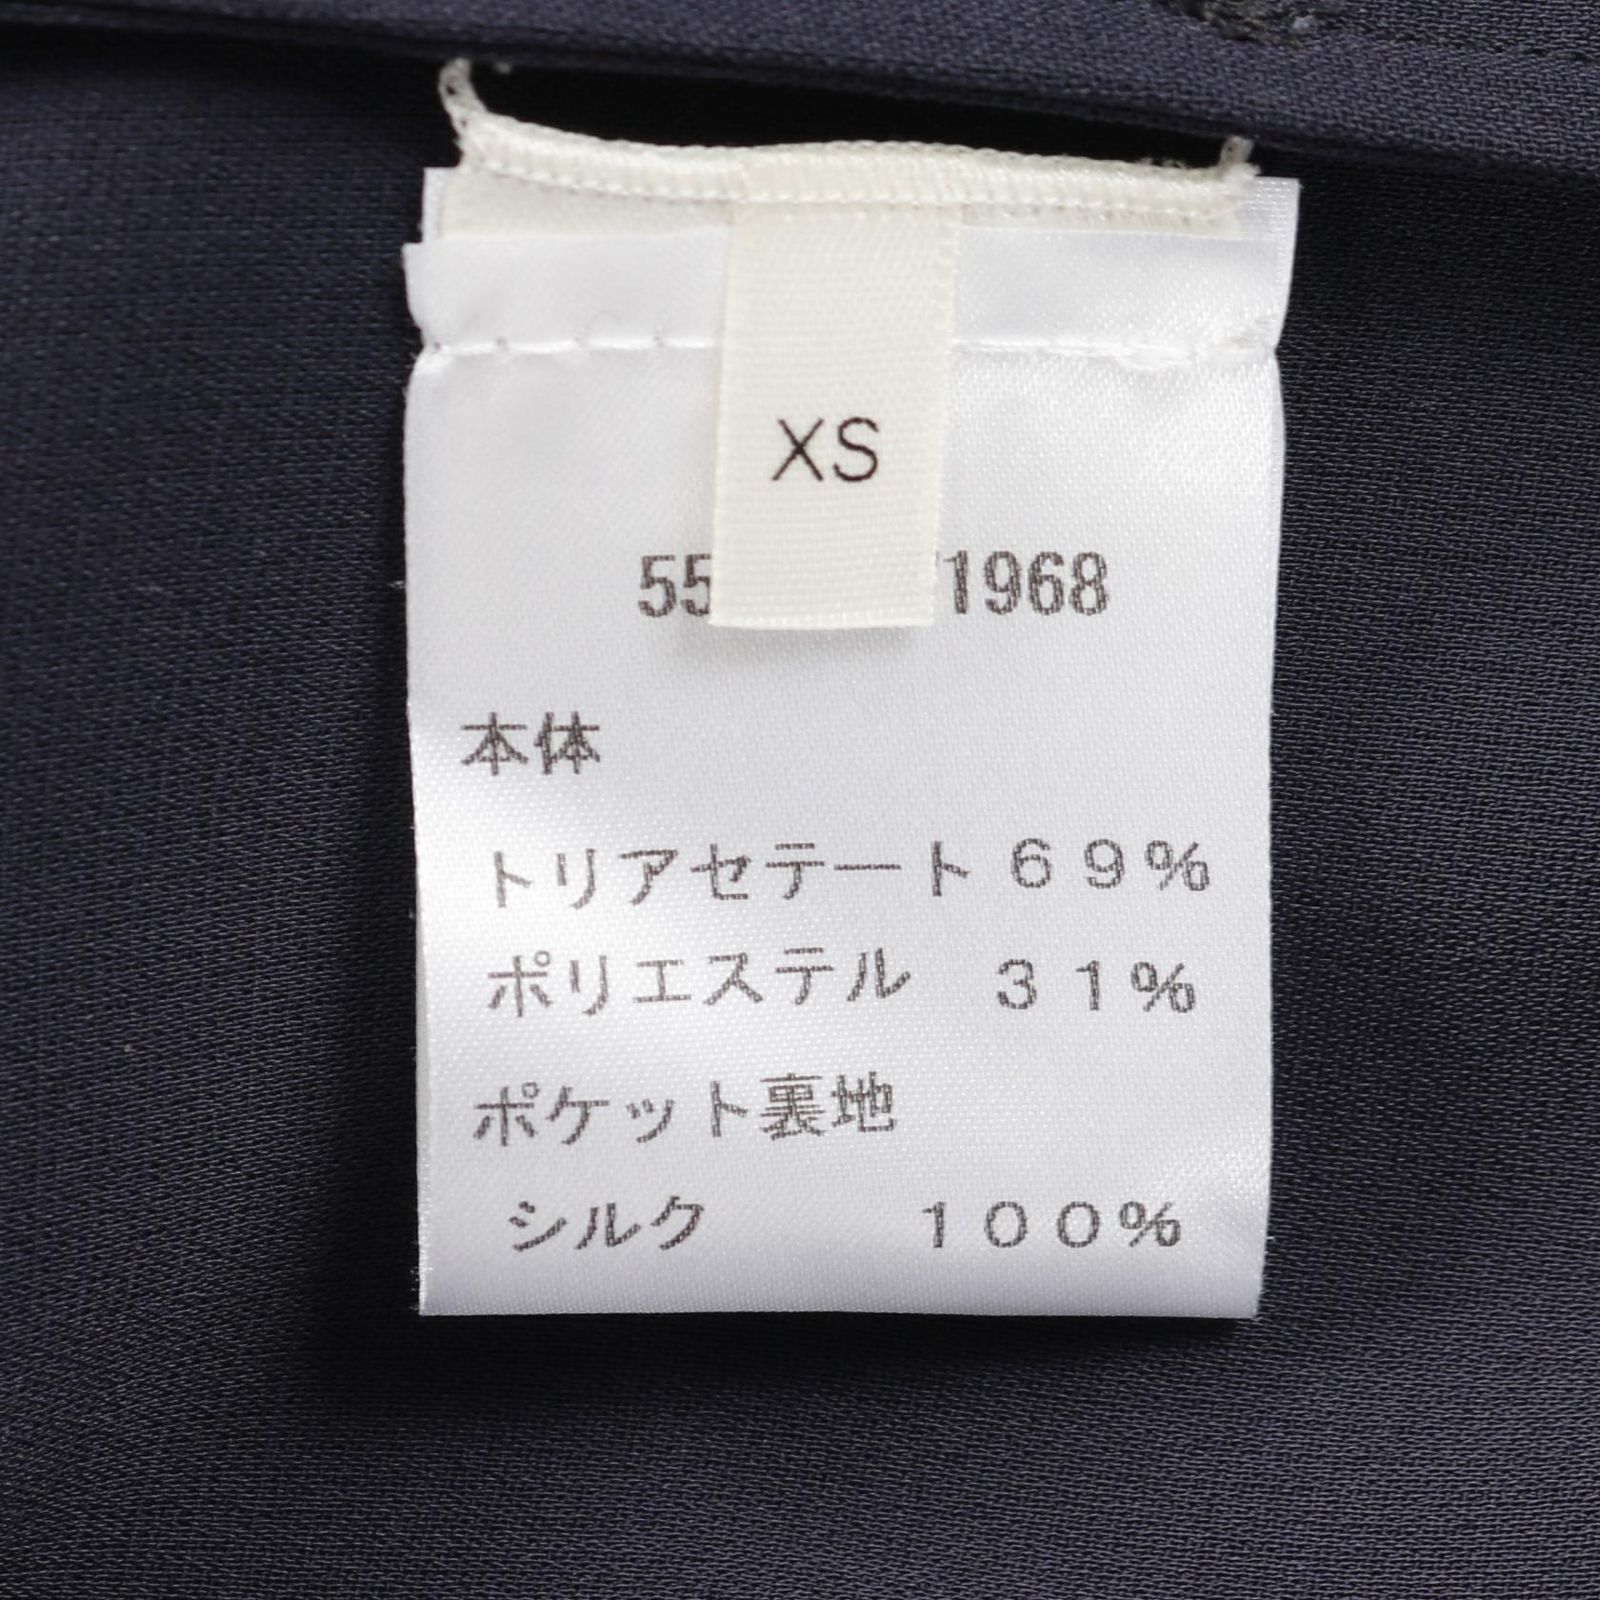 XS
55 1968
本体
トリアセテート６９％
ポリエステル ３１％
ポケット裏地
シルク １００％